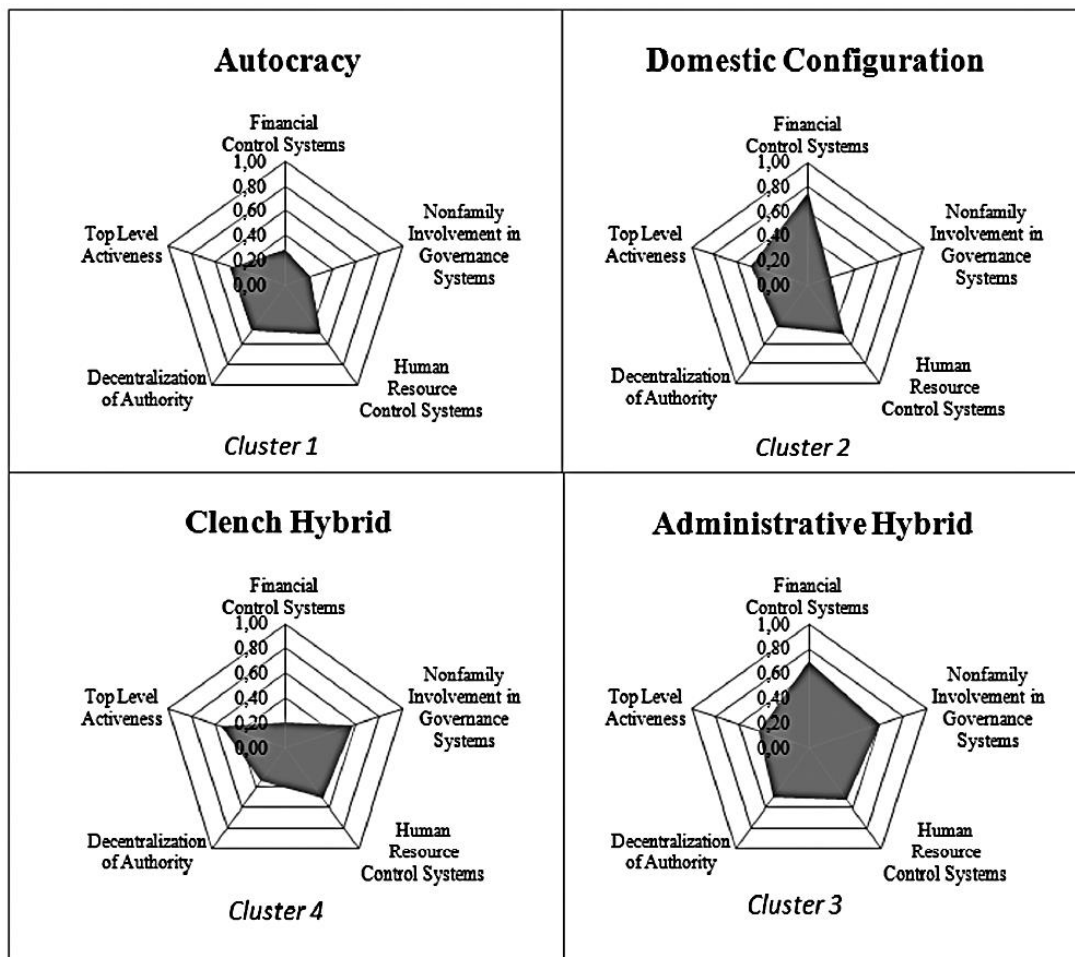 Autocracy
Financial
Control Systems
1,00
0,80
0,60
0,40
0,20
0,00
Top Level
Activeness
Nonfamily
Involvement in
Governance
Systems
Decentralization
of Authority
Human
Resource
Control Systems
Cluster 1
Domestic Configuration
Financial
Control Systems
1,00
0,80
0,60
0,40
0,20
0,00
Top Level
Activeness
Nonfamily
Involvement in
Governance
Systems
Decentralization
of Authority
Human
Resource
Control Systems
Cluster 2
Clench Hybrid
Financial
Control Systems
1,00
0,80
0,60
0,40
0,20
0,00
Top Level
Activeness
Nonfamily
Involvement in
Governance
Systems
Decentralization
of Authority
Human
Resource
Control Systems
Cluster 4
Administrative Hybrid
Financial
Control Systems
1,00
0,80
0,60
0,40
0,20
0,00
Top Level
Activeness
Nonfamily
Involvement in
Governance
Systems
Decentralization
of Authority
Human
Resource
Control Systems
Cluster 3